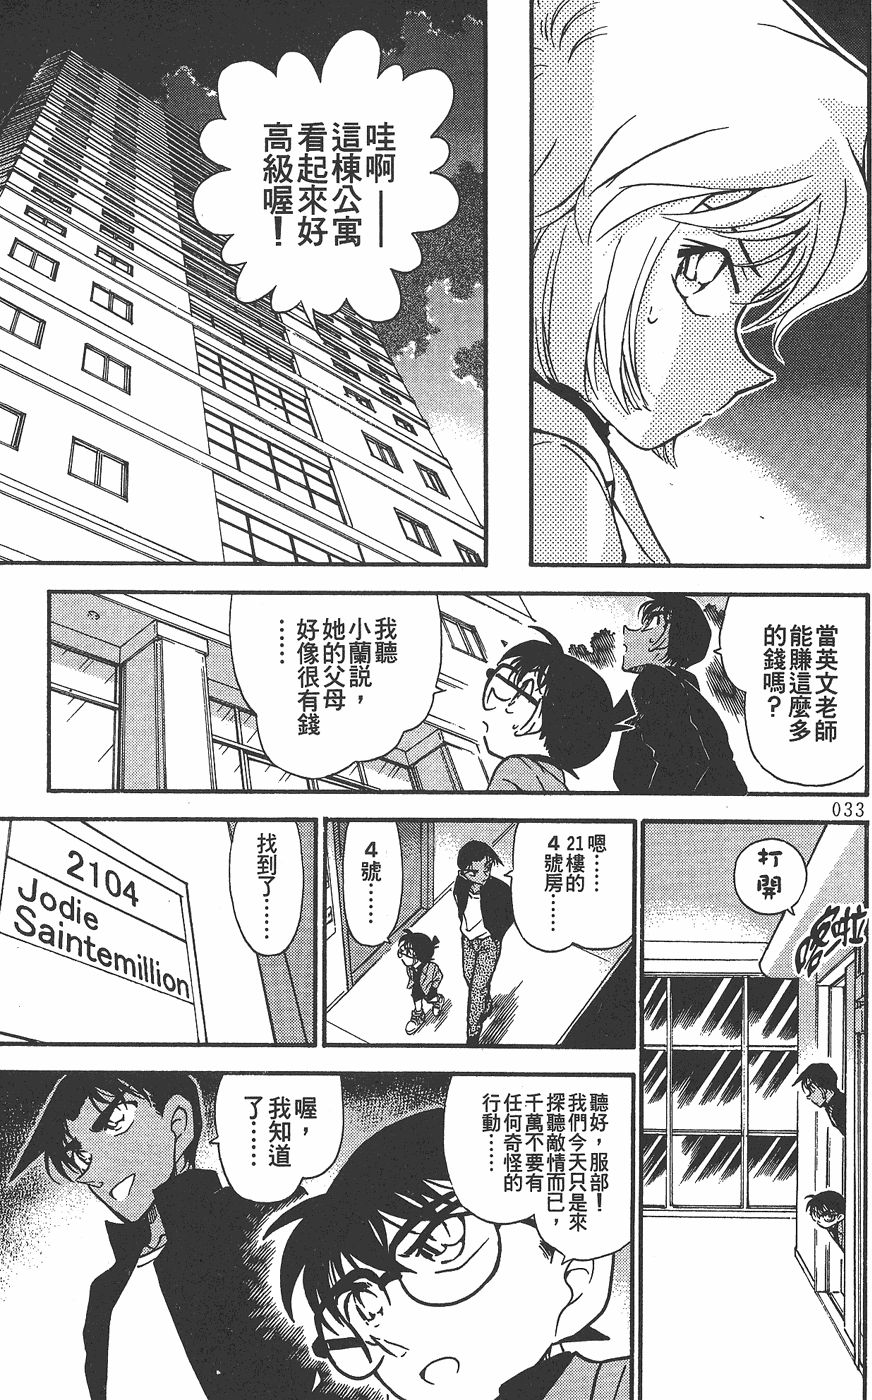 哇啊——
這棟公寓
看起來好
高級喔！
當英文老師
能賺這麼多
的錢嗎？
我聽
小蘭說，
她的父母
好像很有錢
……
033
打開
喀啦
嗯……
21樓的
4號房……
4號……
找到了……
2104
Jodie
Saintemillion
聽好，服部！
我們今天只是來
探聽敵情而已，
千萬不要有
任何奇怪的
行動……
喔，
我知道
了……